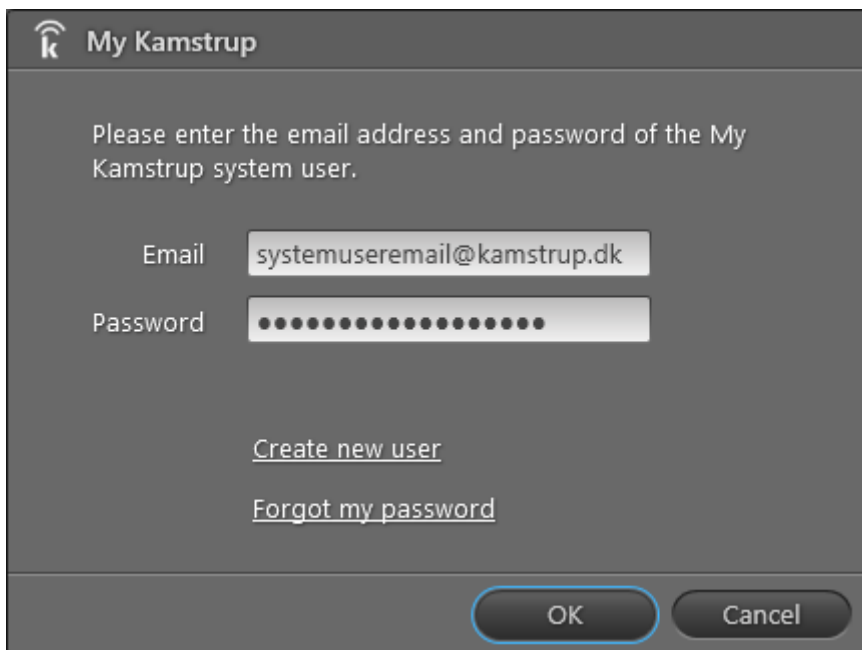 My Kamstrup
Please enter the email address and password of the My
Kamstrup system user.
Email systemuseremail@kamstrup.dk
Password ●●●●●●●●●●●●●●●●●●
Create new user
Forgot my password
OK Cancel